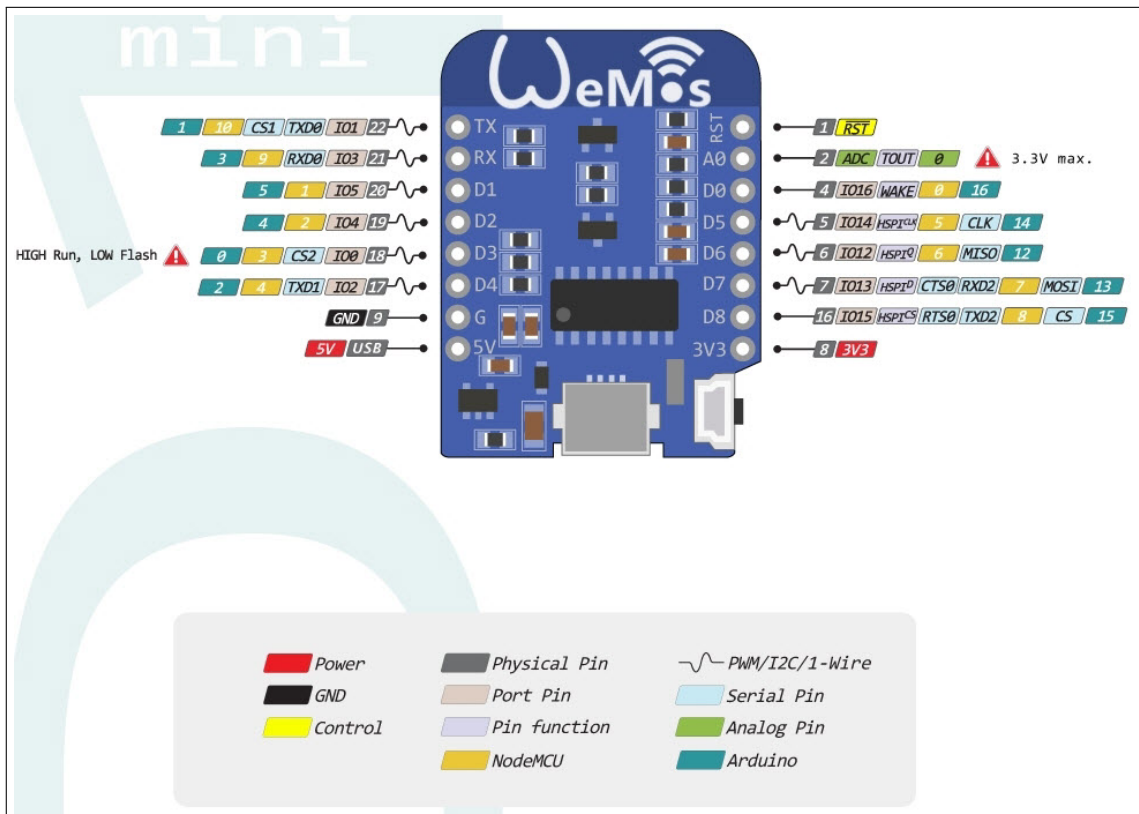 mini
WeMos
TX
RX
D1
D2
D3
D4
G
5V
RST
A0
D0
D5
D6
D7
D8
3V3
1 10 CS1 TXD0 IO1 22
3 9 RXD0 IO3 21
5 1 IO5 20
4 2 IO4 19
HIGH Run, LOW Flash ! 0 3 CS2 IO0 18
2 4 TXD1 IO2 17
GND 9
5V USB
1 RST
2 ADC TOUT 0 ! 3.3V max.
4 IO16 WAKE 0 16
5 IO14 HSPICLK 5 CLK 14
6 IO12 HSPIQ 6 MISO 12
7 IO13 HSPID CTS0 RXD2 7 MOSI 13
16 IO15 HSPICS RTS0 TXD2 8 CS 15
8 3V3
Power
GND
Control
Physical Pin
Port Pin
Pin function
NodeMCU
PWM/I2C/1-Wire
Serial Pin
Analog Pin
Arduino